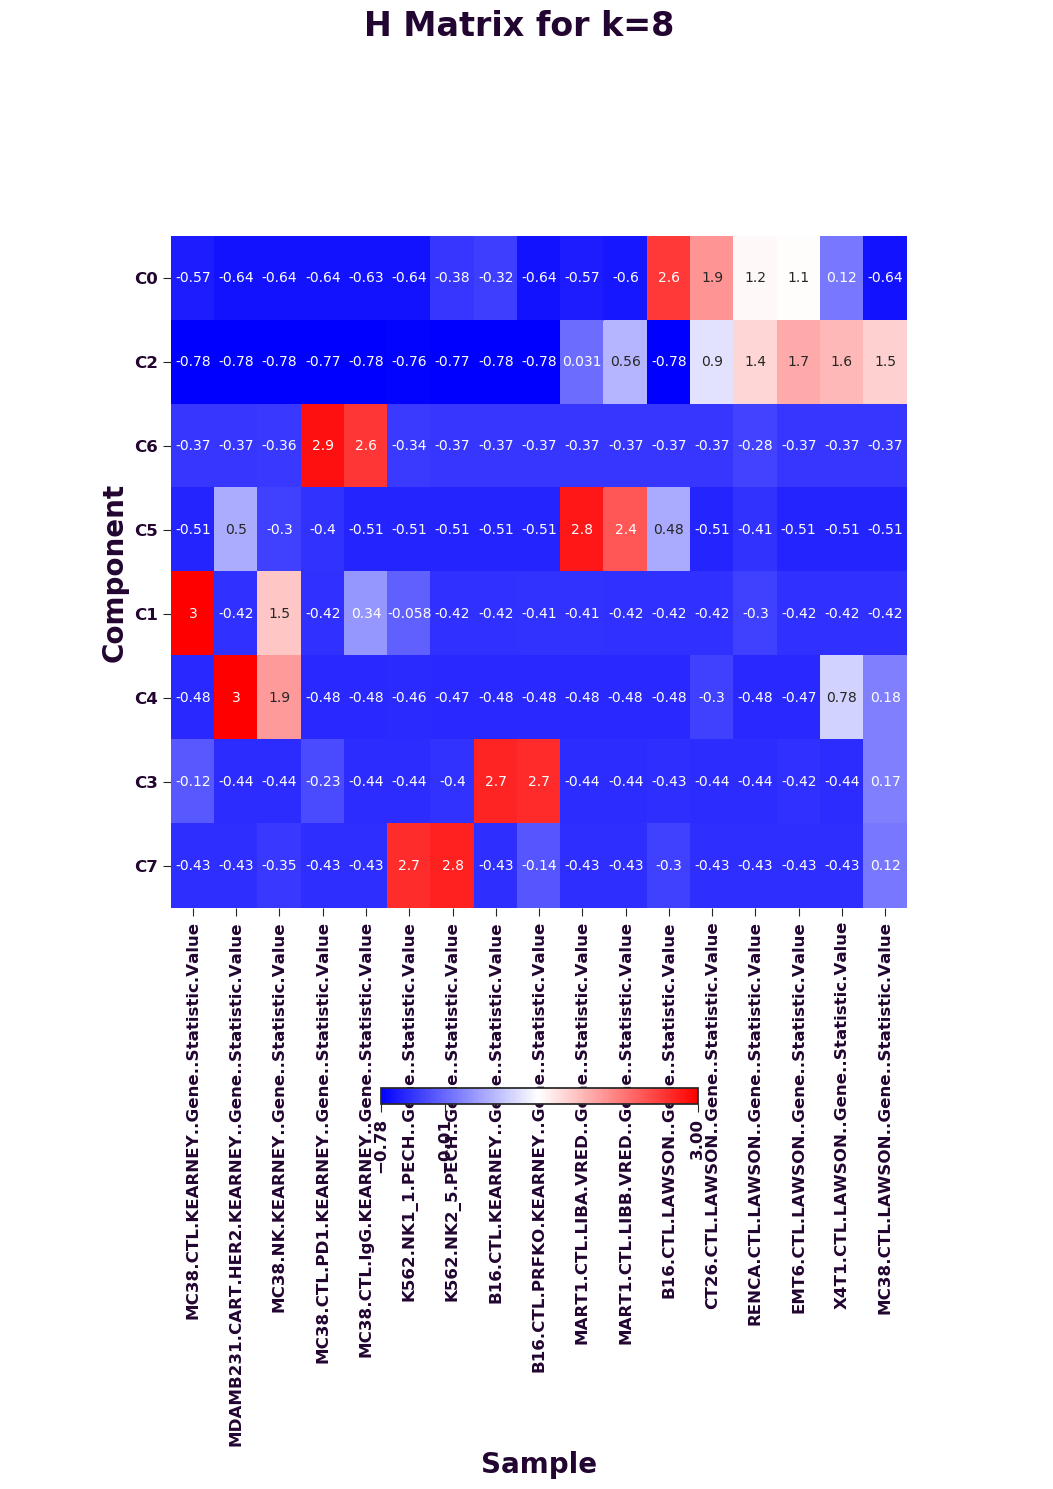 H Matrix for k=8
Component
C0 -0.57 -0.64 -0.64 -0.64 -0.63 -0.64 -0.38 -0.32 -0.64 -0.57 -0.6 2.6 1.9 1.2 1.1 0.12 -0.64
C2 -0.78 -0.78 -0.78 -0.77 -0.78 -0.76 -0.77 -0.78 -0.78 0.031 0.56 -0.78 0.9 1.4 1.7 1.6 1.5
C6 -0.37 -0.37 -0.36 2.9 2.6 -0.34 -0.37 -0.37 -0.37 -0.37 -0.37 -0.37 -0.37 -0.28 -0.37 -0.37 -0.37
C5 -0.51 0.5 -0.3 -0.4 -0.51 -0.51 -0.51 -0.51 -0.51 2.8 2.4 0.48 -0.51 -0.41 -0.51 -0.51 -0.51
C1 3 -0.42 1.5 -0.42 0.34 -0.058 -0.42 -0.42 -0.41 -0.41 -0.42 -0.42 -0.42 -0.3 -0.42 -0.42 -0.42
C4 -0.48 3 1.9 -0.48 -0.48 -0.46 -0.47 -0.48 -0.48 -0.48 -0.48 -0.48 -0.3 -0.48 -0.47 0.78 0.18
C3 -0.12 -0.44 -0.44 -0.23 -0.44 -0.44 -0.4 2.7 2.7 -0.44 -0.44 -0.43 -0.44 -0.44 -0.42 -0.44 0.17
C7 -0.43 -0.43 -0.35 -0.43 -0.43 2.7 2.8 -0.43 -0.14 -0.43 -0.43 -0.3 -0.43 -0.43 -0.43 -0.43 0.12
MC38.CTL.KEARNEY..Gene..Statistic.Value
MDAMB231.CART.HER2.KEARNEY..Gene..Statistic.Value
MC38.NK.KEARNEY..Gene..Statistic.Value
MC38.CTL.PD1.KEARNEY..Gene..Statistic.Value
MC38.CTL.IgG.KEARNEY..Gene..Statistic.Value
K562.NK1_1.PECH..Gene..Statistic.Value
K562.NK2_5.PECH..Gene..Statistic.Value
B16.CTL.KEARNEY..Gene..Statistic.Value
B16.CTL.PRFKO.KEARNEY..Gene..Statistic.Value
MART1.CTL.LIBA.VRED..Gene..Statistic.Value
MART1.CTL.LIBB.VRED..Gene..Statistic.Value
B16.CTL.LAWSON..Gene..Statistic.Value
CT26.CTL.LAWSON..Gene..Statistic.Value
RENCA.CTL.LAWSON..Gene..Statistic.Value
EMT6.CTL.LAWSON..Gene..Statistic.Value
X4T1.CTL.LAWSON..Gene..Statistic.Value
MC38.CTL.LAWSON..Gene..Statistic.Value
−0.78
3.00
Sample